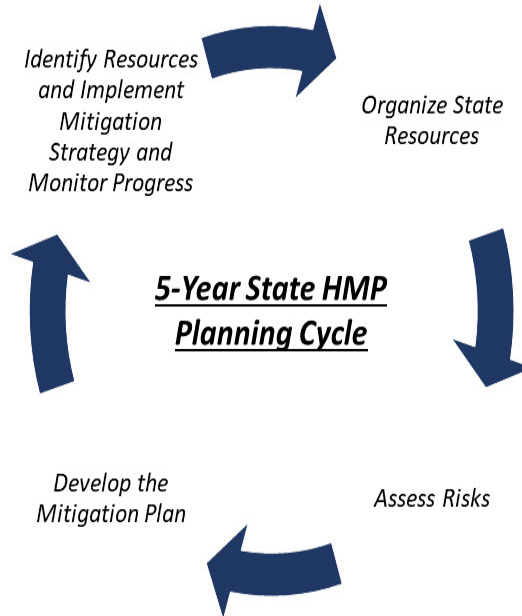 Identify Resources
and Implement
Mitigation
Strategy and
Monitor Progress
Organize State
Resources
5-Year State HMP
Planning Cycle
Develop the
Mitigation Plan
Assess Risks